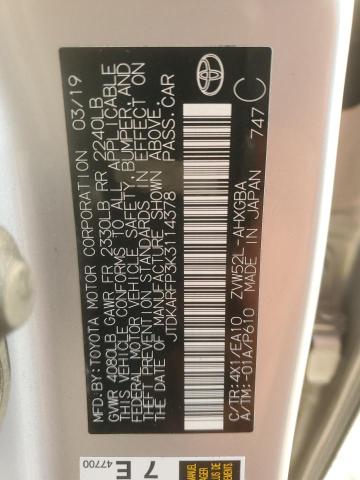 MFD.BY:TOYOTA MOTOR CORPORATION 03/19
GVWR 4080LB GAWR FR 2330LB RR 2240LB
THIS VEHICLE CONFORMS TO ALL APPLICABLE
FEDERAL MOTOR VEHICLE SAFETY, BUMPER, AND
THEFT PREVENTION STANDARDS IN EFFECT ON
THE DATE OF MANUFACTURE SHOWN ABOVE.
JTDKARFP3K3114378 PASS.CAR
C/TR:4X1/EA10 ZVW52L-AHXGBA
A/TM:-01A/P610 MADE IN JAPAN 747 C
TOYOTA
7 E
47700
MANUEL